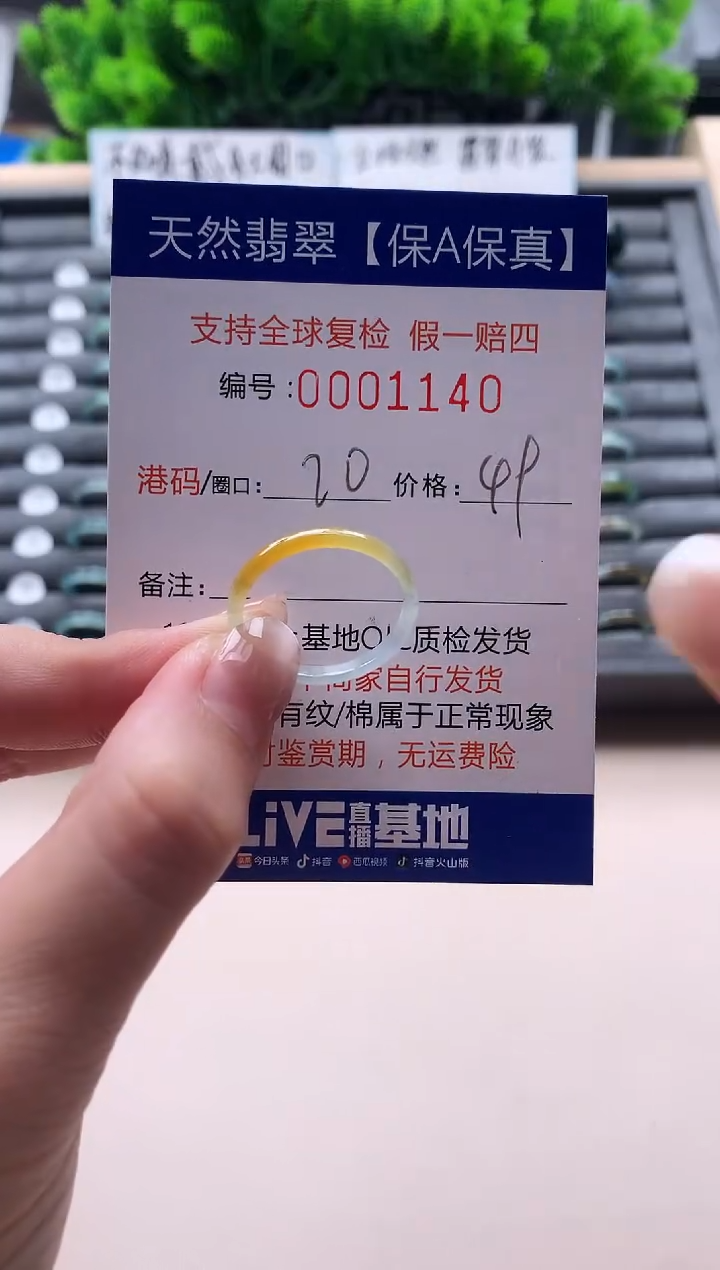 天然翡翠【保A保真】
支持全球复检 假一赔四
编号:0001140
港码/圈口: 20 价格: 49
备注:
基地QIC质检发货
商家自行发货
有纹/棉属于正常现象
鉴赏期，无运费险
LiVE直播基地
今日头条 抖音 西瓜视频 抖音火山版